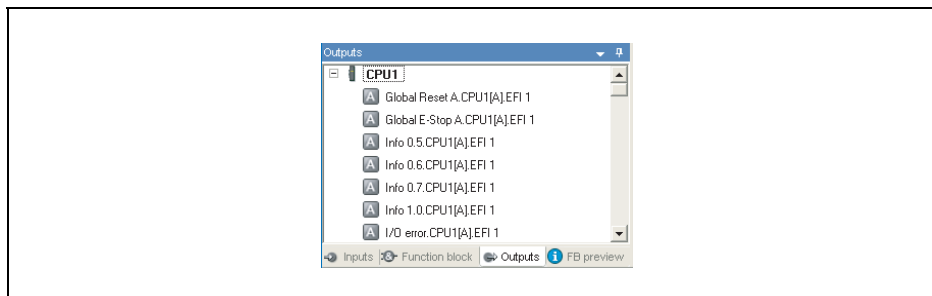 Outputs
CPU1
A Global Reset A.CPU1[A].EFI 1
A Global E-Stop A.CPU1[A].EFI 1
A Info 0.5.CPU1[A].EFI 1
A Info 0.6.CPU1[A].EFI 1
A Info 0.7.CPU1[A].EFI 1
A Info 1.0.CPU1[A].EFI 1
A I/O error.CPU1[A].EFI 1
Inputs Function block Outputs FB preview